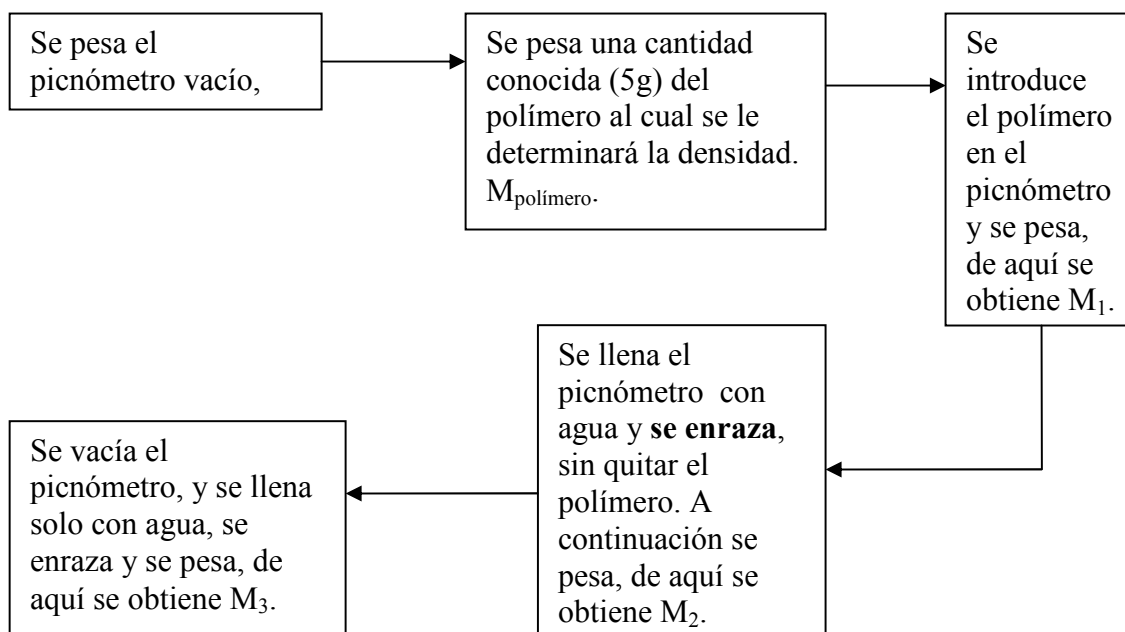 Se pesa el
picnómetro vacío,
Se pesa una cantidad
conocida (5g) del
polímero al cual se le
determinará la densidad.
Mpolímero.
Se
introduce
el polímero
en el
picnómetro
y se pesa,
de aquí se
obtiene M1.
Se llena el
picnómetro con
agua y se enraza,
sin quitar el
polímero. A
continuación se
pesa, de aquí se
obtiene M2.
Se vacía el
picnómetro, y se llena
solo con agua, se
enraza y se pesa, de
aquí se obtiene M3.